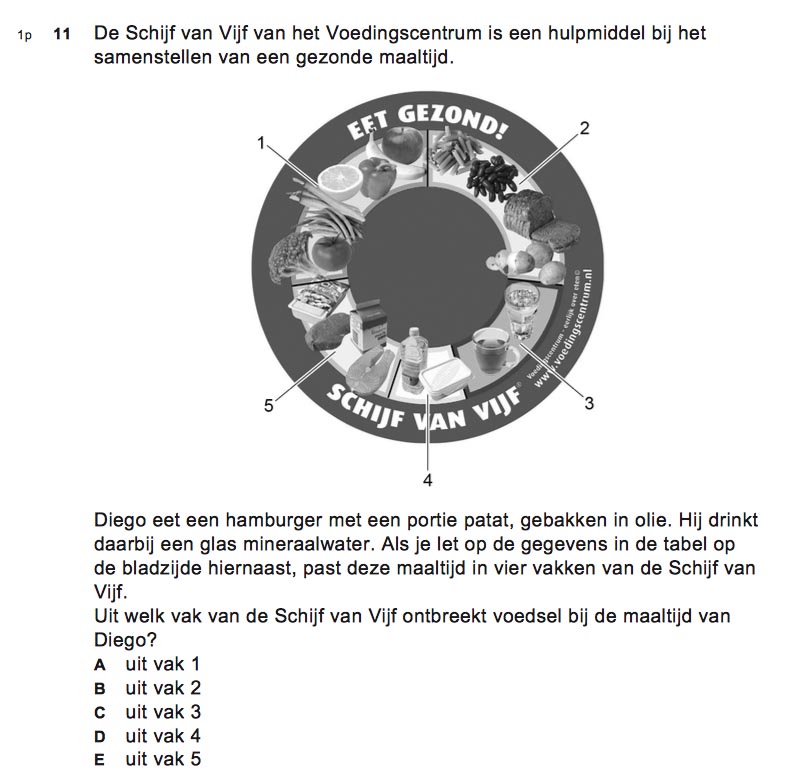 1p 11 De Schijf van Vijf van het Voedingscentrum is een hulpmiddel bij het
samenstellen van een gezonde maaltijd.
EET GEZOND!
1
2
Voedingscentrum - eerlijk over eten©
www.voedingscentrum.nl
SCHIJF VAN VIJF®
5
3
4
Diego eet een hamburger met een portie patat, gebakken in olie. Hij drinkt
daarbij een glas mineraalwater. Als je let op de gegevens in de tabel op
de bladzijde hiernaast, past deze maaltijd in vier vakken van de Schijf van
Vijf.
Uit welk vak van de Schijf van Vijf ontbreekt voedsel bij de maaltijd van
Diego?
A uit vak 1
B uit vak 2
C uit vak 3
D uit vak 4
E uit vak 5